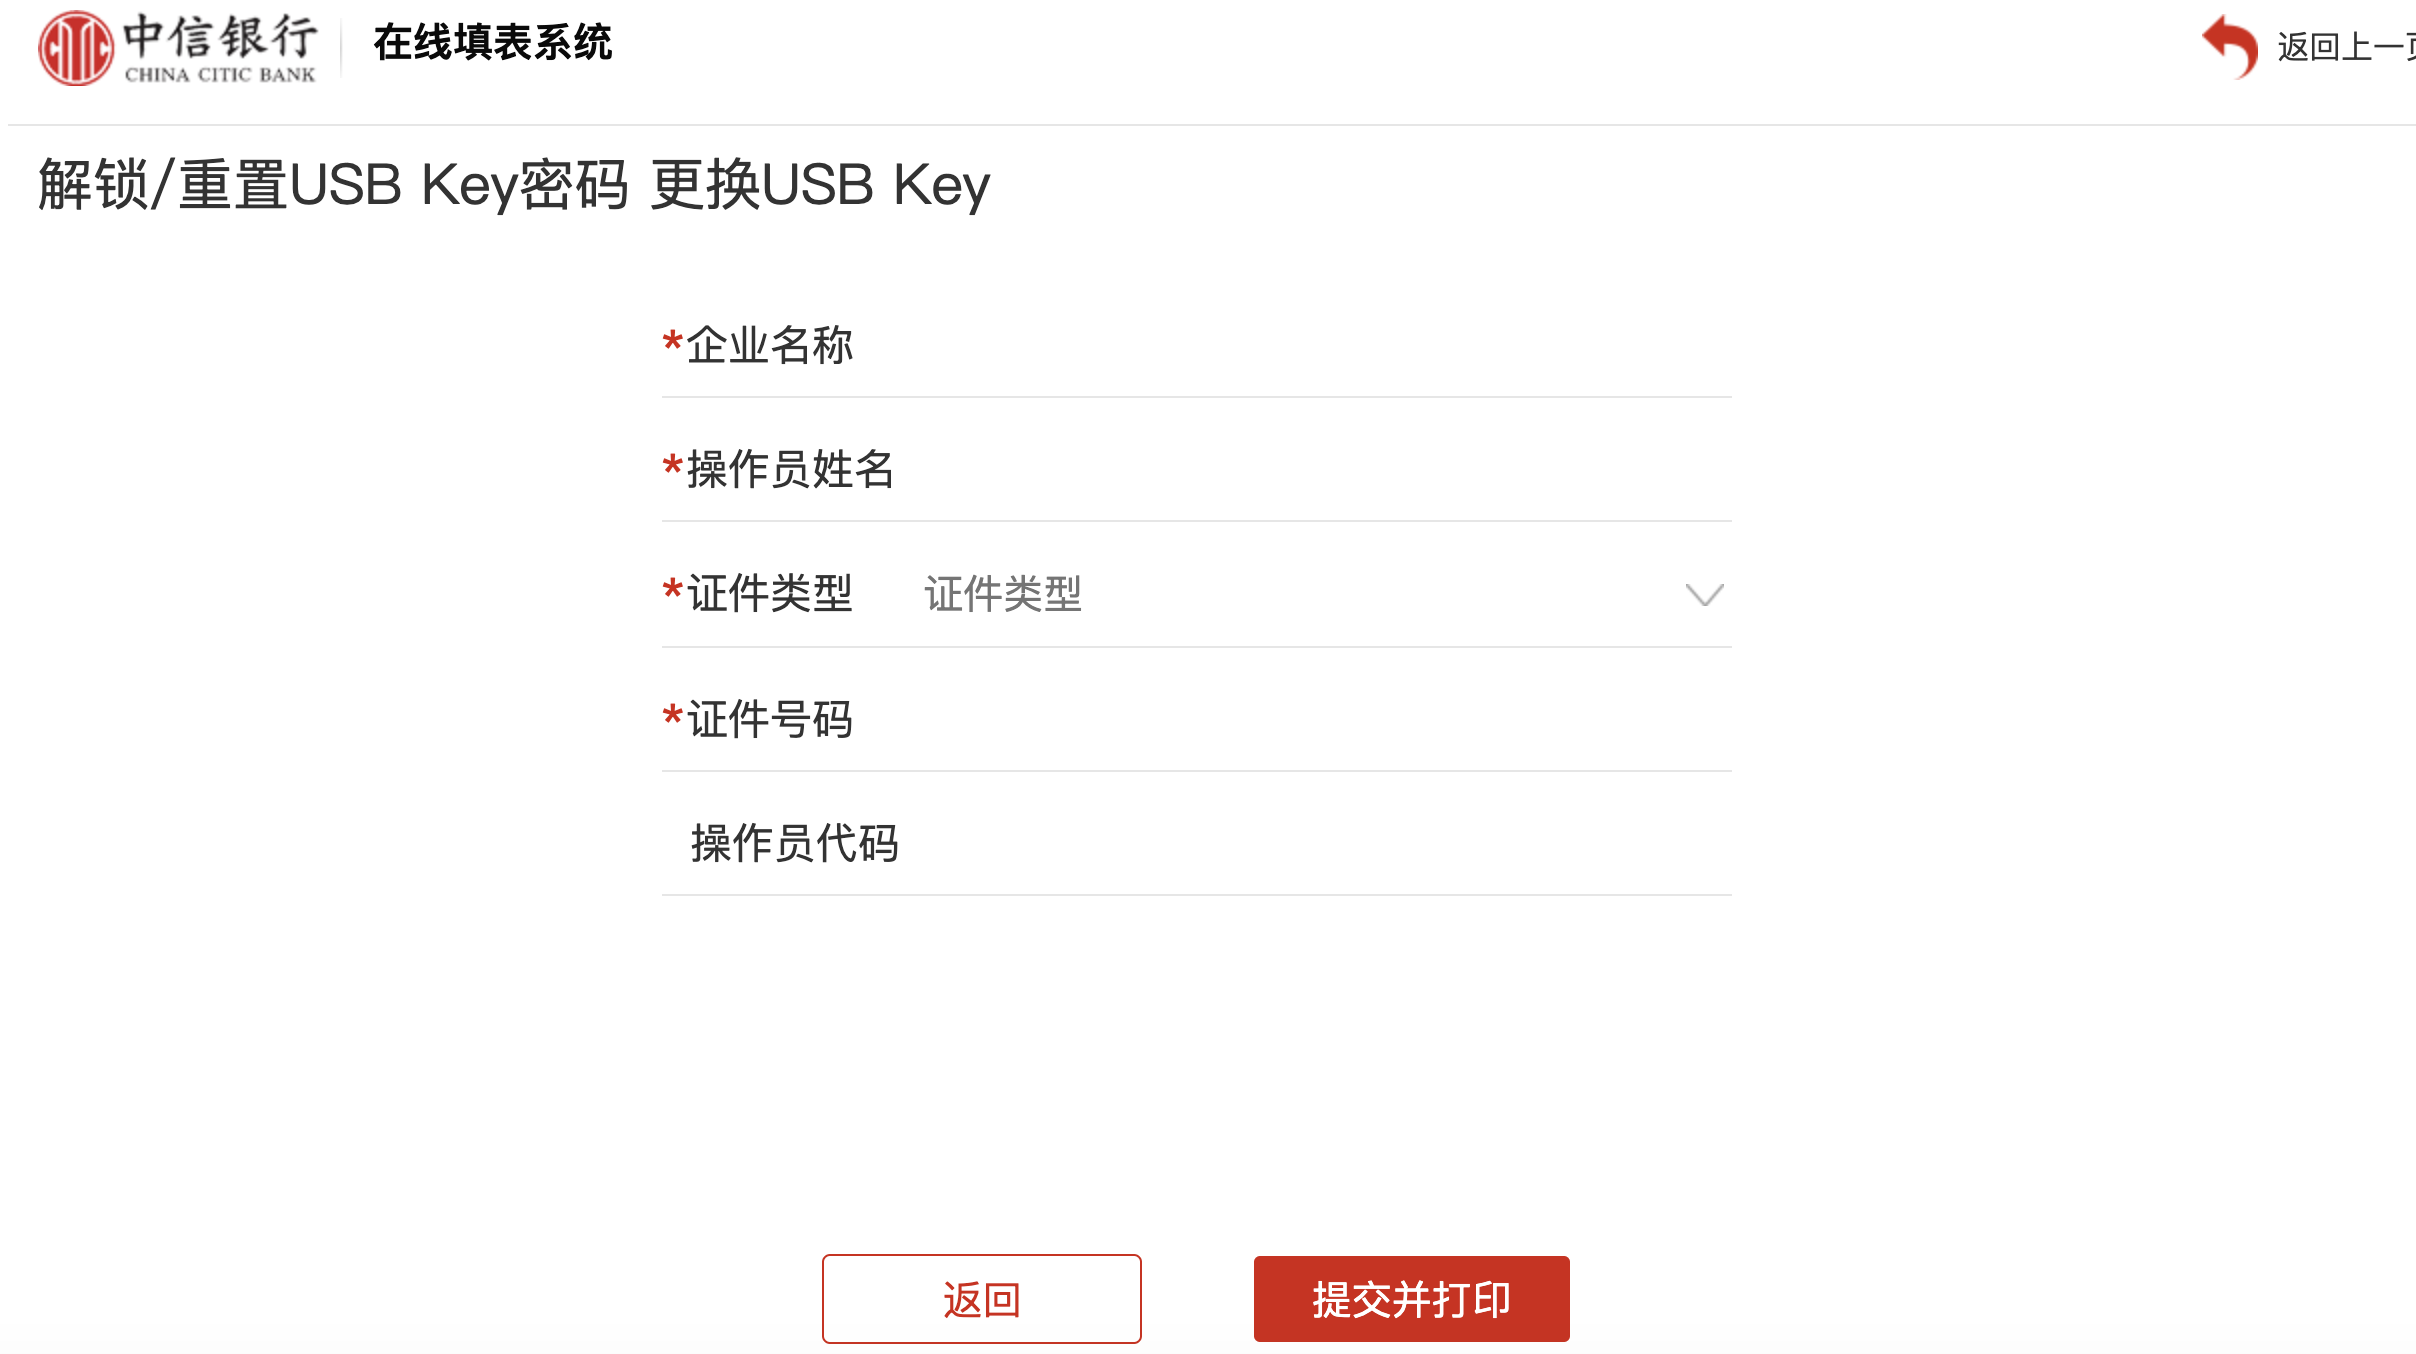 中信银行
CHINA CITIC BANK
在线填表系统
返回上一
解锁/重置USB Key密码 更换USB Key
*企业名称
*操作员姓名
*证件类型 证件类型
*证件号码
操作员代码
返回 提交并打印